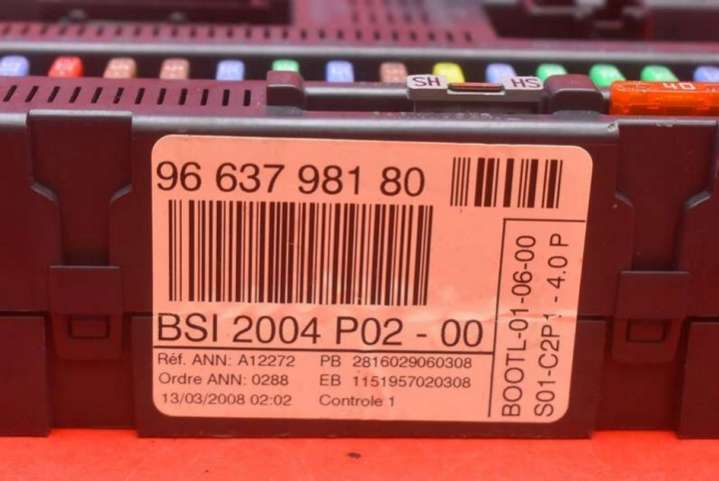 SH HS
40
96 637 981 80
BSI 2004 P02 - 00
Réf. ANN: A12272 PB 2816029060308
Ordre ANN: 0288 EB 1151957020308
13/03/2008 02:02 Controle 1
BOOTL-01-06-00
S01-C2P1 - 4.0 P